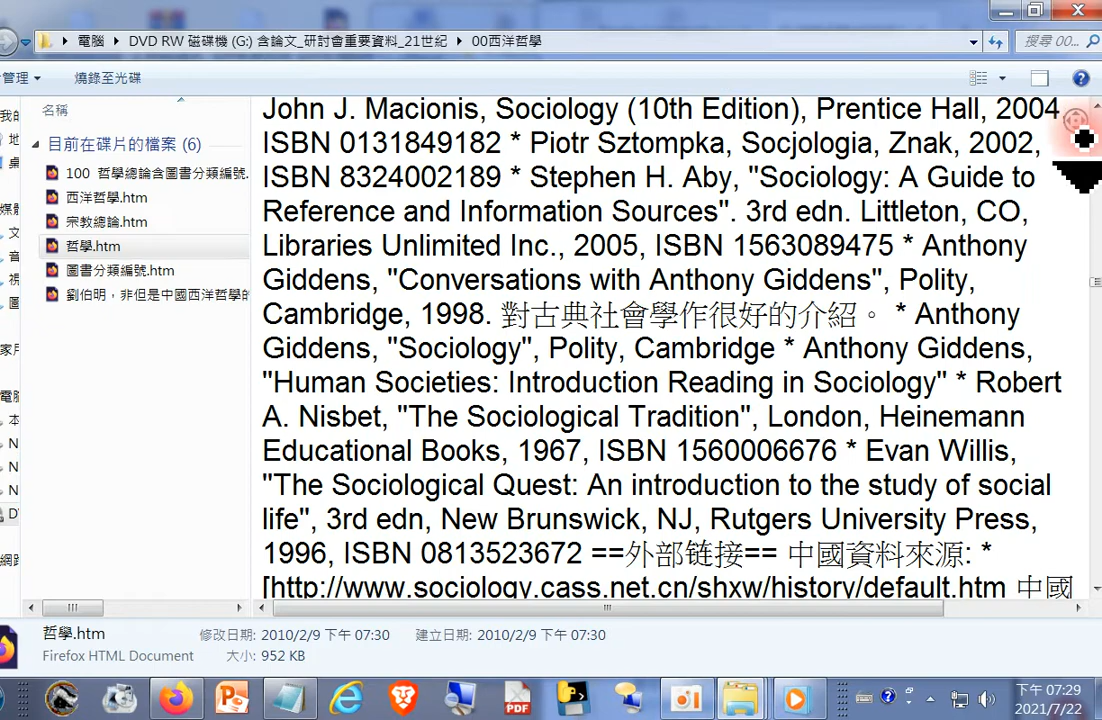 電腦 DVD RW 磁碟機 (G:) 含論文_研討會重要資料_21世紀 00西洋哲學
搜尋 00...
管理 燒錄至光碟
名稱
目前在碟片的檔案 (6)
100 哲學總論含圖書分類編號.
西洋哲學.htm
宗教總論.htm
哲學.htm
圖書分類編號.htm
劉伯明，非但是中國西洋哲學的
John J. Macionis, Sociology (10th Edition), Prentice Hall, 2004
ISBN 0131849182 * Piotr Sztompka, Socjologia, Znak, 2002,
ISBN 8324002189 * Stephen H. Aby, "Sociology: A Guide to
Reference and Information Sources". 3rd edn. Littleton, CO,
Libraries Unlimited Inc., 2005, ISBN 1563089475 * Anthony
Giddens, "Conversations with Anthony Giddens", Polity,
Cambridge, 1998. 對古典社會學作很好的介紹。 * Anthony
Giddens, "Sociology", Polity, Cambridge * Anthony Giddens,
"Human Societies: Introduction Reading in Sociology" * Robert
A. Nisbet, "The Sociological Tradition", London, Heinemann
Educational Books, 1967, ISBN 1560006676 * Evan Willis,
"The Sociological Quest: An introduction to the study of social
life", 3rd edn, New Brunswick, NJ, Rutgers University Press,
1996, ISBN 0813523672 ==外部链接== 中國資料來源: *
[http://www.sociology.cass.net.cn/shxw/history/default.htm 中國
哲學.htm 修改日期: 2010/2/9 下午 07:30 建立日期: 2010/2/9 下午 07:30
Firefox HTML Document 大小: 952 KB
PDF
下午 07:29
2021/7/22